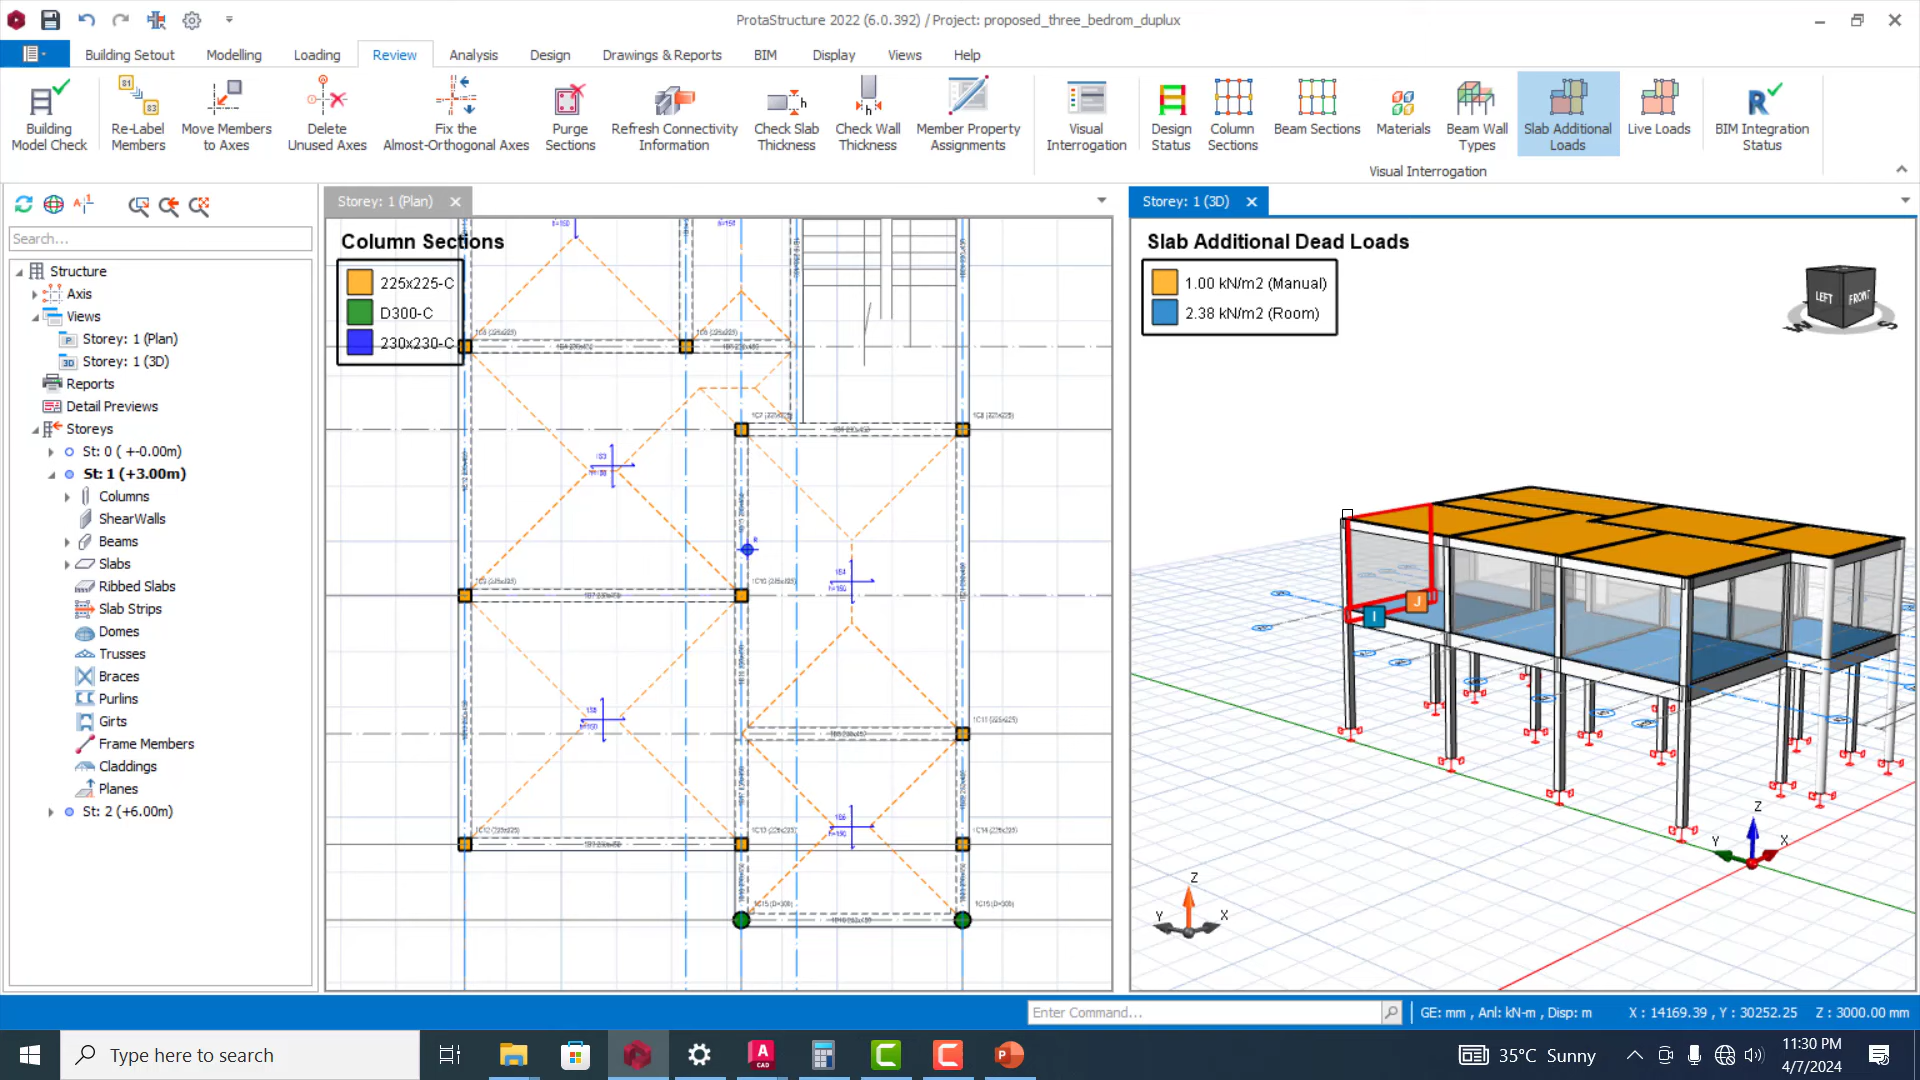 ProtaStructure 2022 (6.0.392) / Project: proposed_three_bedrom_duplux
Building Setout
Modelling
Loading
Review
Analysis
Design
Drawings & Reports
BIM
Display
Views
Help
Building Model Check
Re-Label Members
Move Members to Axes
Delete Unused Axes
Fix the Almost-Orthogonal Axes
Purge Sections
Refresh Connectivity Information
Check Slab Thickness
Check Wall Thickness
Member Property Assignments
Visual Interrogation
Design Status
Column Sections
Beam Sections
Materials
Beam Wall Types
Slab Additional Loads
Live Loads
BIM Integration Status
Visual Interrogation
Search...
Structure
Axis
Views
Storey: 1 (Plan)
Storey: 1 (3D)
Reports
Detail Previews
Storeys
St: 0 ( +-0.00m)
St: 1 (+3.00m)
Columns
ShearWalls
Beams
Slabs
Ribbed Slabs
Slab Strips
Domes
Trusses
Braces
Purlins
Girts
Frame Members
Claddings
Planes
St: 2 (+6.00m)
Storey: 1 (Plan)
Column Sections
225x225-C
D300-C
230x230-C
Storey: 1 (3D)
Slab Additional Dead Loads
1.00 kN/m2 (Manual)
2.38 kN/m2 (Room)
LEFT
FRONT
W
S
I
J
Z
Y
X
Z
Y
X
Enter Command...
GE: mm , Anl: kN-m , Disp: m
X : 14169.39 , Y : 30252.25
Z : 3000.00 mm
Type here to search
35°C Sunny
11:30 PM
4/7/2024